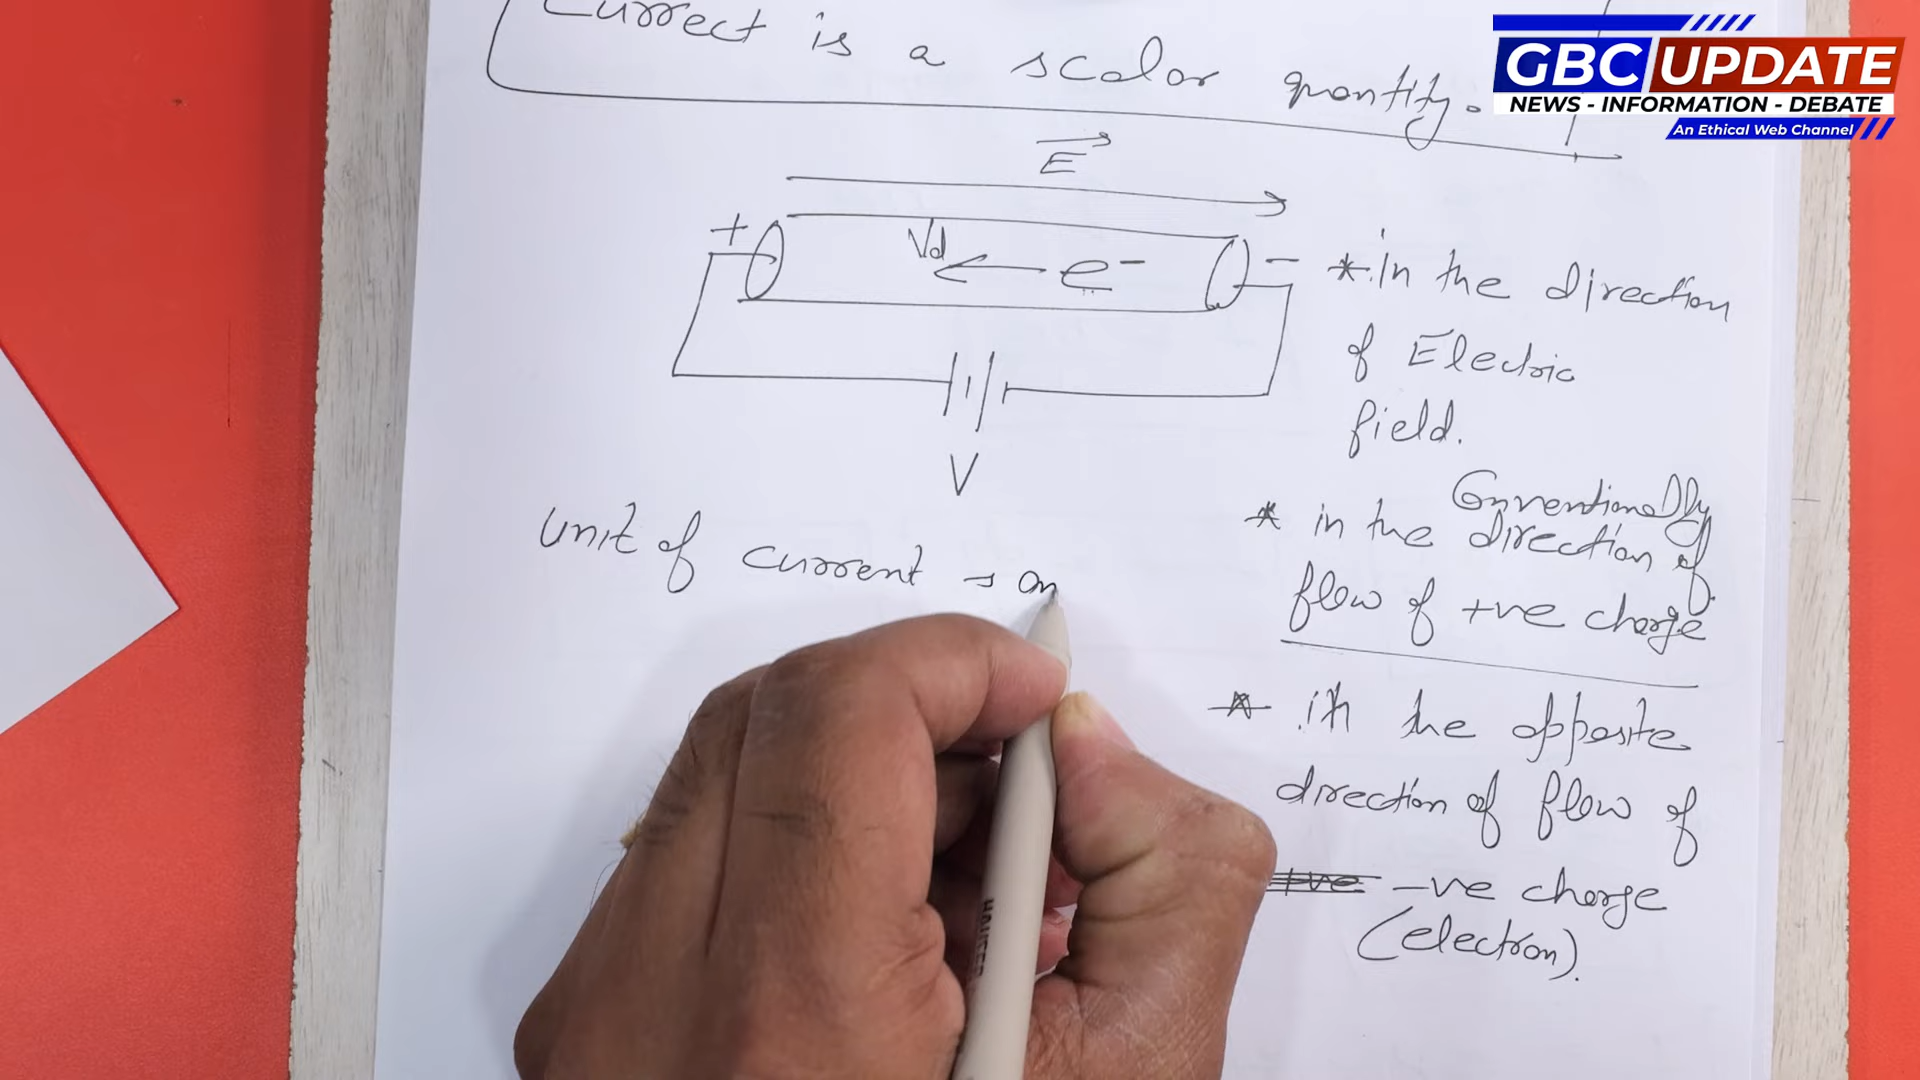 Currect is a scalar quantity.
GBC UPDATE
NEWS - INFORMATION - DEBATE
An Ethical Web Channel
E
+ Vd e- -
* in the direction
of Electric
field.
V
Conventionally
* in the direction of
flow of +ve charge
unit of current → am
* in the opposite
direction of flow of
-ve charge
(electron).
HAUSER